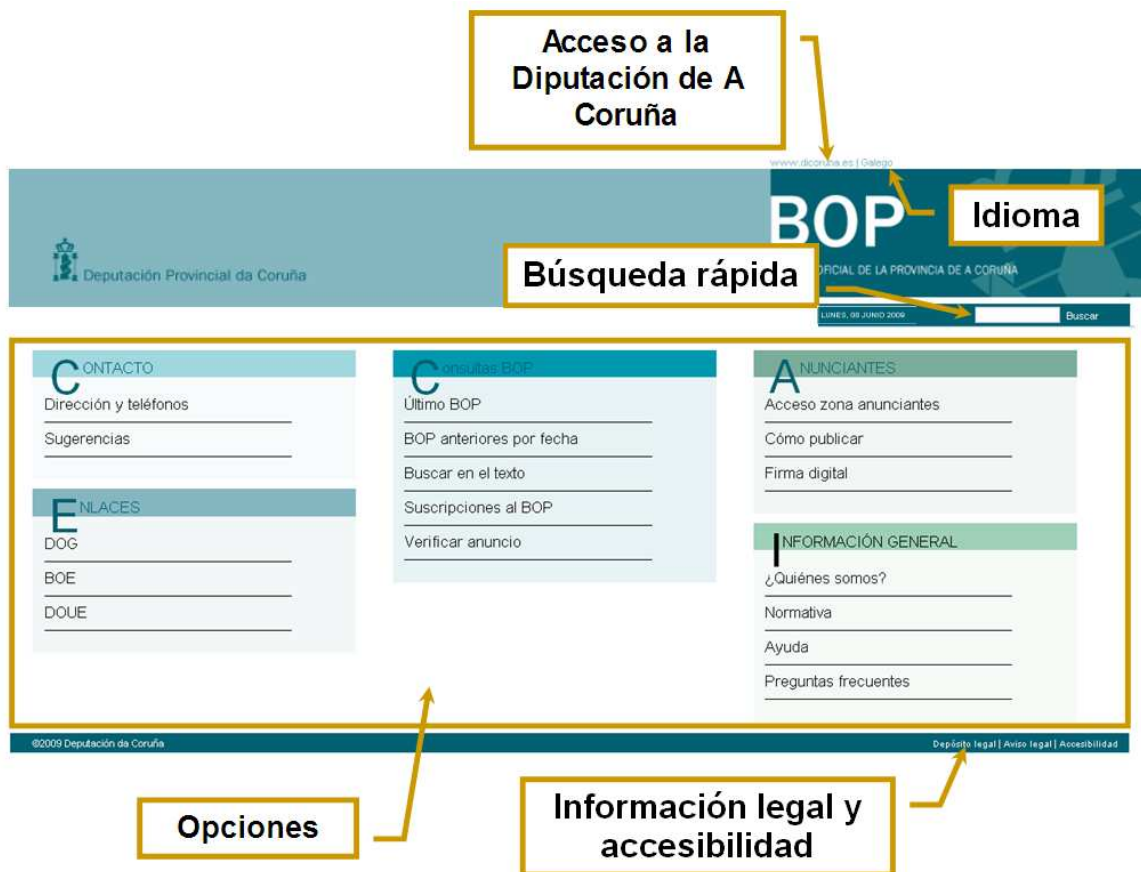 Acceso a la
Diputación de A
Coruña
www.dicoruna.es | Galego
BOP
Idioma
Deputación Provincial da Coruña
Búsqueda rápida
OFICIAL DE LA PROVINCIA DE A CORUÑA
LUNES, 08 JUNIO 2009
Buscar
CONTACTO
Dirección y teléfonos
Sugerencias
ENLACES
DOG
BOE
DOUE
Consultas BOP
Último BOP
BOP anteriores por fecha
Buscar en el texto
Suscripciones al BOP
Verificar anuncio
ANUNCIANTES
Acceso zona anunciantes
Cómo publicar
Firma digital
INFORMACIÓN GENERAL
¿Quiénes somos?
Normativa
Ayuda
Preguntas frecuentes
©2009 Deputación da Coruña
Depósito legal | Aviso legal | Accesibilidad
Opciones
Información legal y
accesibilidad